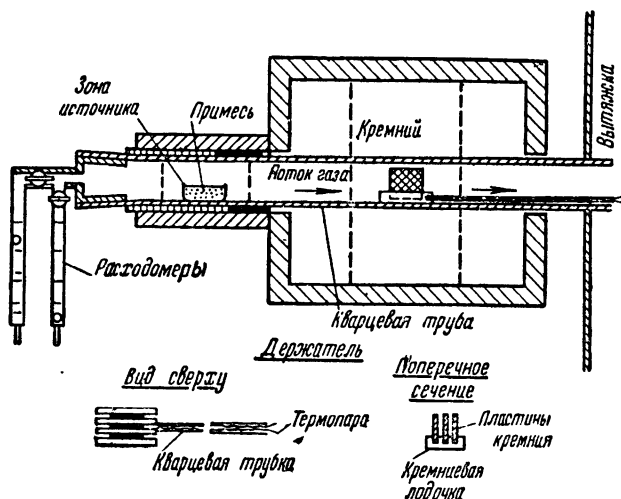 Зона
источника
Примесь
Кремний
Вытяжка
Поток газа
Расходомеры
Кварцевая труба
Держатель
Вид сверху
Поперечное
сечение
Термопара
Кварцевая трубка
Пластины
кремния
Кремниевая
лодочка